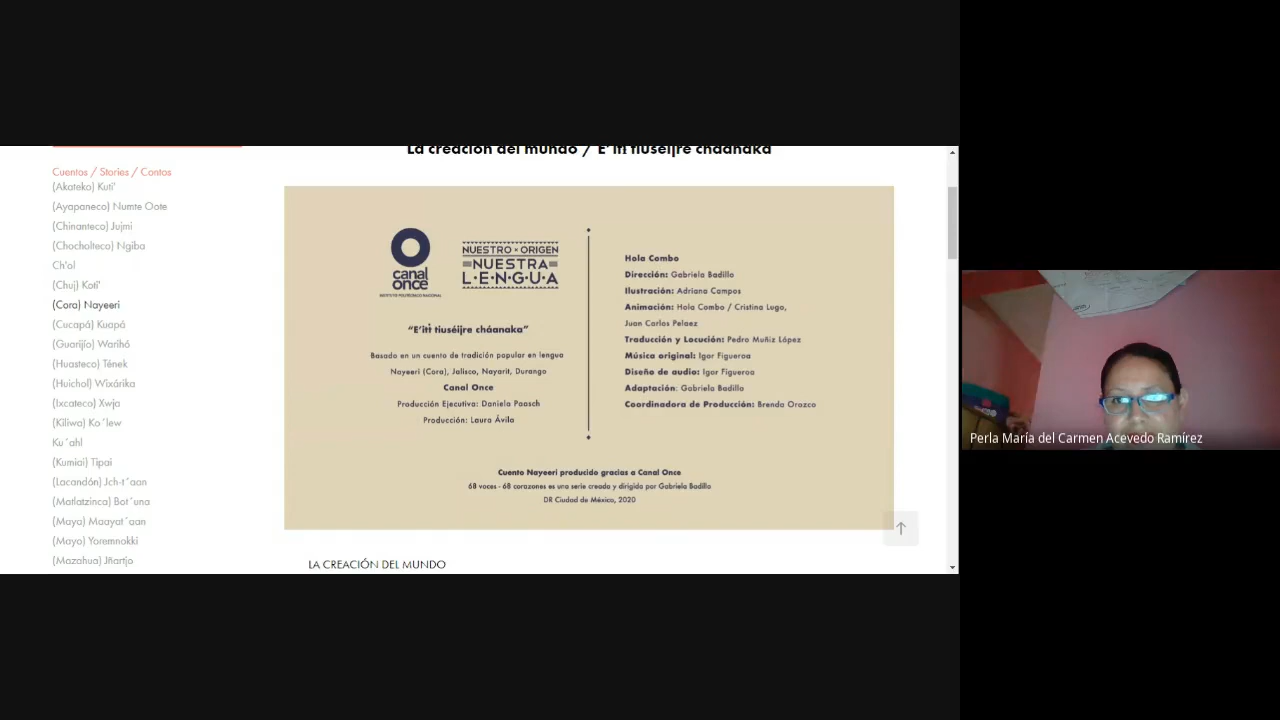 La creación del mundo / E'itɨ tiuséijre cháanaka
Cuentos / Stories / Contos
(Akateko) Kuti'
(Ayapaneco) Numte Oote
(Chinanteco) Jujmi
(Chocholteco) Ngiba
Ch'ol
(Chuj) Koti'
(Cora) Nayeeri
(Cucapá) Kuapá
(Guarijío) Warihó
(Huasteco) Tének
(Huichol) Wixárika
(Ixcateco) Xwja
(Kiliwa) Ko´lew
Ku´ahl
(Kumiai) Tipai
(Lacandón) Jch-t´aan
(Matlatzinca) Bot´una
(Maya) Maayat´aan
(Mayo) Yoremnokki
(Mazahua) Jñartjo
canal
once
INSTITUTO POLITÉCNICO NACIONAL
NUESTRO ORIGEN
NUESTRA
L·E·N·G·U·A
"E'itɨ tiuséijre cháanaka"
Basado en un cuento de tradición popular en lengua
Nayeeri (Cora), Jalisco, Nayarit, Durango
Canal Once
Producción Ejecutiva: Daniela Paasch
Producción: Laura Ávila
Hola Combo
Dirección: Gabriela Badillo
Ilustración: Adriana Campos
Animación: Hola Combo / Cristina Lugo,
Juan Carlos Pelaez
Traducción y Locución: Pedro Muñiz López
Música original: Igor Figueroa
Diseño de audio: Igor Figueroa
Adaptación: Gabriela Badillo
Coordinadora de Producción: Brenda Orozco
Cuento Nayeeri producido gracias a Canal Once
68 voces - 68 corazones es una serie creada y dirigida por Gabriela Badillo
DR Ciudad de México, 2020
LA CREACIÓN DEL MUNDO
Perla María del Carmen Acevedo Ramírez